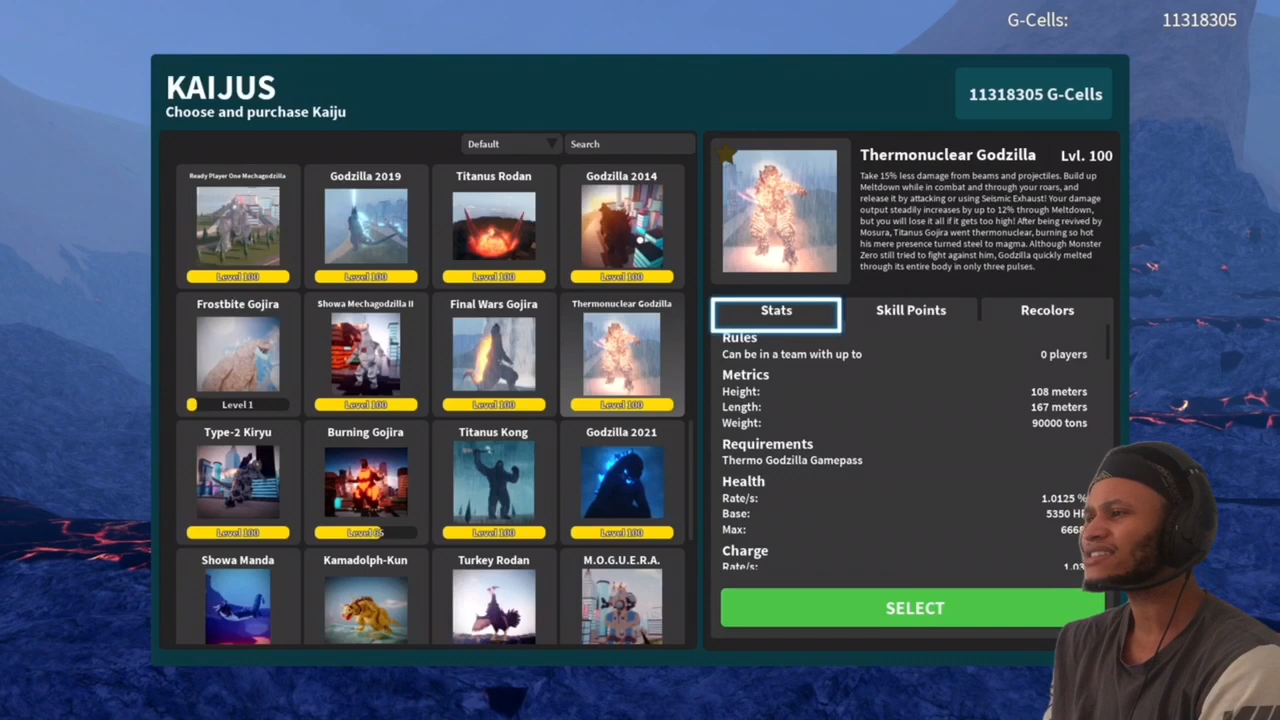 G-Cells: 11318305
KAIJUS
Choose and purchase Kaiju
11318305 G-Cells
Default
Search
Ready Player One Mechagodzilla
Godzilla 2019
Titanus Rodan
Godzilla 2014
Level 100
Level 100
Level 100
Level 100
Frostbite Gojira
Showa Mechagodzilla II
Final Wars Gojira
Thermonuclear Godzilla
Level 1
Level 100
Level 100
Level 100
Type-2 Kiryu
Burning Gojira
Titanus Kong
Godzilla 2021
Level 100
Level 65
Level 100
Level 100
Showa Manda
Kamadolph-Kun
Turkey Rodan
M.O.G.U.E.R.A.
Thermonuclear Godzilla Lvl. 100
Take 15% less damage from beams and projectiles. Build up
Meltdown while in combat and through your roars, and
release it by attacking or using Seismic Exhaust! Your damage
output steadily increases by up to 12% through Meltdown,
but you will lose it all if it gets too high! After being revived by
Mosura, Titanus Gojira went thermonuclear, burning so hot
his mere presence turned steel to magma. Although Monster
Zero still tried to fight against him, Godzilla quickly melted
through its entire body in only three pulses.
Stats
Skill Points
Recolors
Rules
Can be in a team with up to 0 players
Metrics
Height: 108 meters
Length: 167 meters
Weight: 90000 tons
Requirements
Thermo Godzilla Gamepass
Health
Rate/s: 1.0125 %
Base: 5350 HP
Max: 6668
Charge
Rate/s: 1.03
SELECT